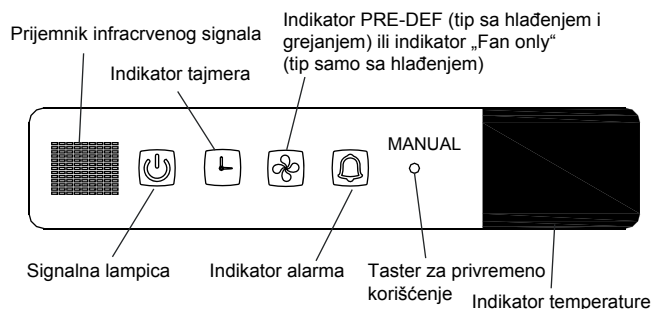 Indikator PRE-DEF (tip sa hlađenjem i
grejanjem) ili indikator „Fan only“
(tip samo sa hlađenjem)
Prijemnik infracrvenog signala
Indikator tajmera
MANUAL
Signalna lampica
Indikator alarma
Taster za privremeno
korišćenje
Indikator temperature